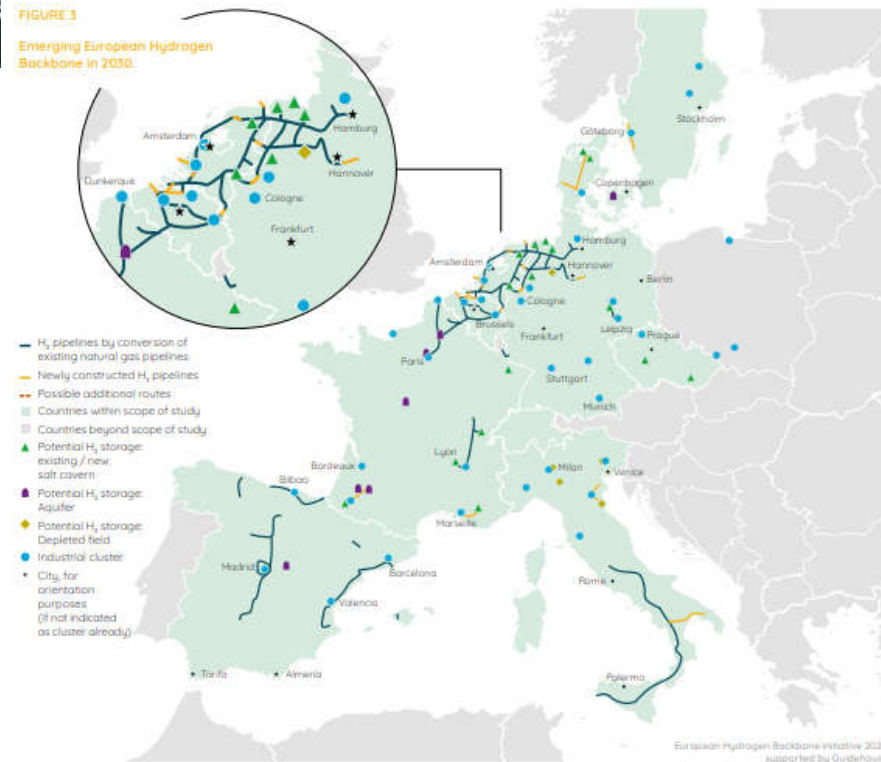 FIGURE 3
Emerging European Hydrogen
Backbone in 2030.
Amsterdam
Hamburg
Hannover
Dunkerque
Cologne
Frankfurt
Stockholm
Göteborg
Copenhagen
Hamburg
Amsterdam
Hannover
Berlin
Cologne
Brussels
Leipzig
Frankfurt
Prague
Paris
Stuttgart
Munich
Lyon
Bordeaux
Milan
Venice
Bilbao
Marseille
Madrid
Barcelona
Rome
Valencia
Palermo
Tarifa
Almeria
H₂ pipelines by conversion of
existing natural gas pipelines
Newly constructed H₂ pipelines
Possible additional routes
Countries within scope of study
Countries beyond scope of study
Potential H₂ storage:
existing / new
salt cavern
Potential H₂ storage:
Aquifer
Potential H₂ storage:
Depleted field
Industrial cluster
City, for
orientation
purposes
(if not indicated
as cluster already)
European Hydrogen Backbone initiative 202
supported by Guidehous